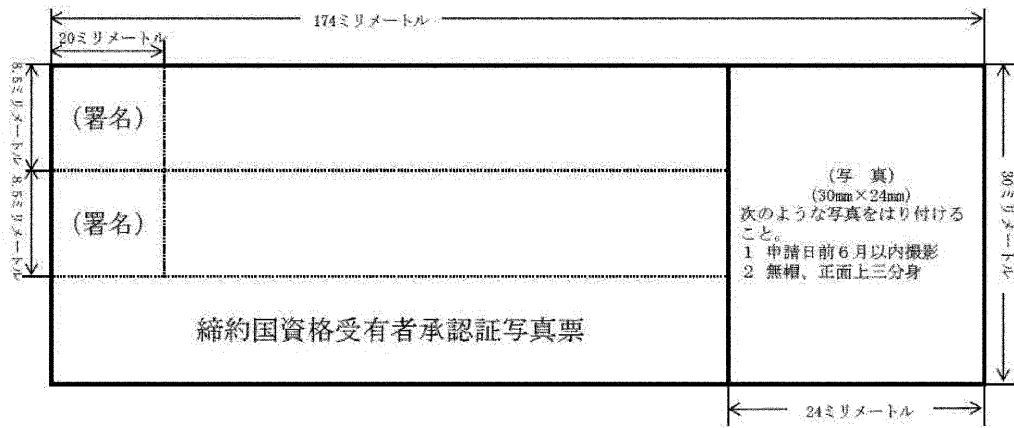 174ミリメートル
20ミリメートル
8.5ミリメートル
(署名)
8.5ミリメートル
(署名)
締約国資格受有者承認証写真票
(写 真)
(30mm×24mm)
次のような写真をはり付ける
こと。
1 申請日前6月以内撮影
2 無帽、正面上三分身
30ミリメートル
24ミリメートル